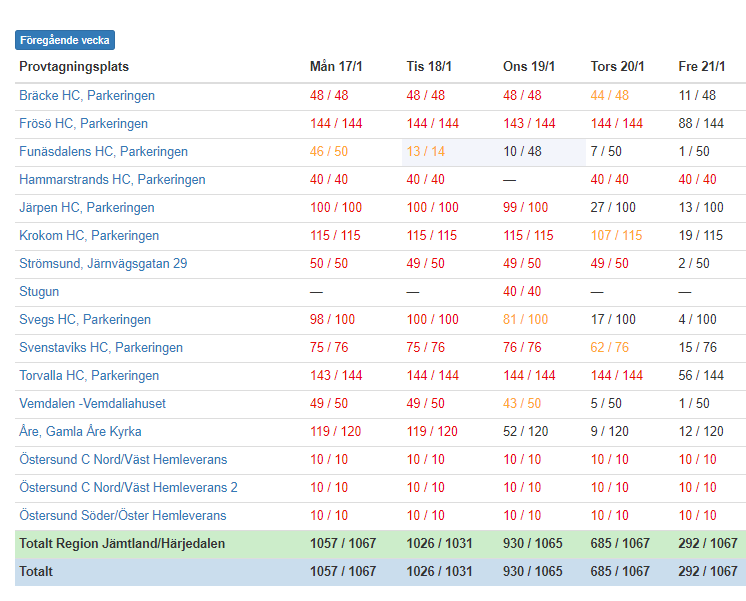 Föregående vecka
Provtagningsplats Mån 17/1 Tis 18/1 Ons 19/1 Tors 20/1 Fre 21/1
Bräcke HC, Parkeringen 48 / 48 48 / 48 48 / 48 44 / 48 11 / 48
Frösö HC, Parkeringen 144 / 144 144 / 144 143 / 144 144 / 144 88 / 144
Funäsdalens HC, Parkeringen 46 / 50 13 / 14 10 / 48 7 / 50 1 / 50
Hammarstrands HC, Parkeringen 40 / 40 40 / 40 — 40 / 40 40 / 40
Järpen HC, Parkeringen 100 / 100 100 / 100 99 / 100 27 / 100 13 / 100
Krokom HC, Parkeringen 115 / 115 115 / 115 115 / 115 107 / 115 19 / 115
Strömsund, Järnvägsgatan 29 50 / 50 49 / 50 49 / 50 49 / 50 2 / 50
Stugun — — 40 / 40 — —
Svegs HC, Parkeringen 98 / 100 100 / 100 81 / 100 17 / 100 4 / 100
Svenstaviks HC, Parkeringen 75 / 76 75 / 76 76 / 76 62 / 76 15 / 76
Torvalla HC, Parkeringen 143 / 144 144 / 144 144 / 144 144 / 144 56 / 144
Vemdalen -Vemdaliahuset 49 / 50 49 / 50 43 / 50 5 / 50 1 / 50
Åre, Gamla Åre Kyrka 119 / 120 119 / 120 52 / 120 9 / 120 12 / 120
Östersund C Nord/Väst Hemleverans 10 / 10 10 / 10 10 / 10 10 / 10 10 / 10
Östersund C Nord/Väst Hemleverans 2 10 / 10 10 / 10 10 / 10 10 / 10 10 / 10
Östersund Söder/Öster Hemleverans 10 / 10 10 / 10 10 / 10 10 / 10 10 / 10
Totalt Region Jämtland/Härjedalen 1057 / 1067 1026 / 1031 930 / 1065 685 / 1067 292 / 1067
Totalt 1057 / 1067 1026 / 1031 930 / 1065 685 / 1067 292 / 1067